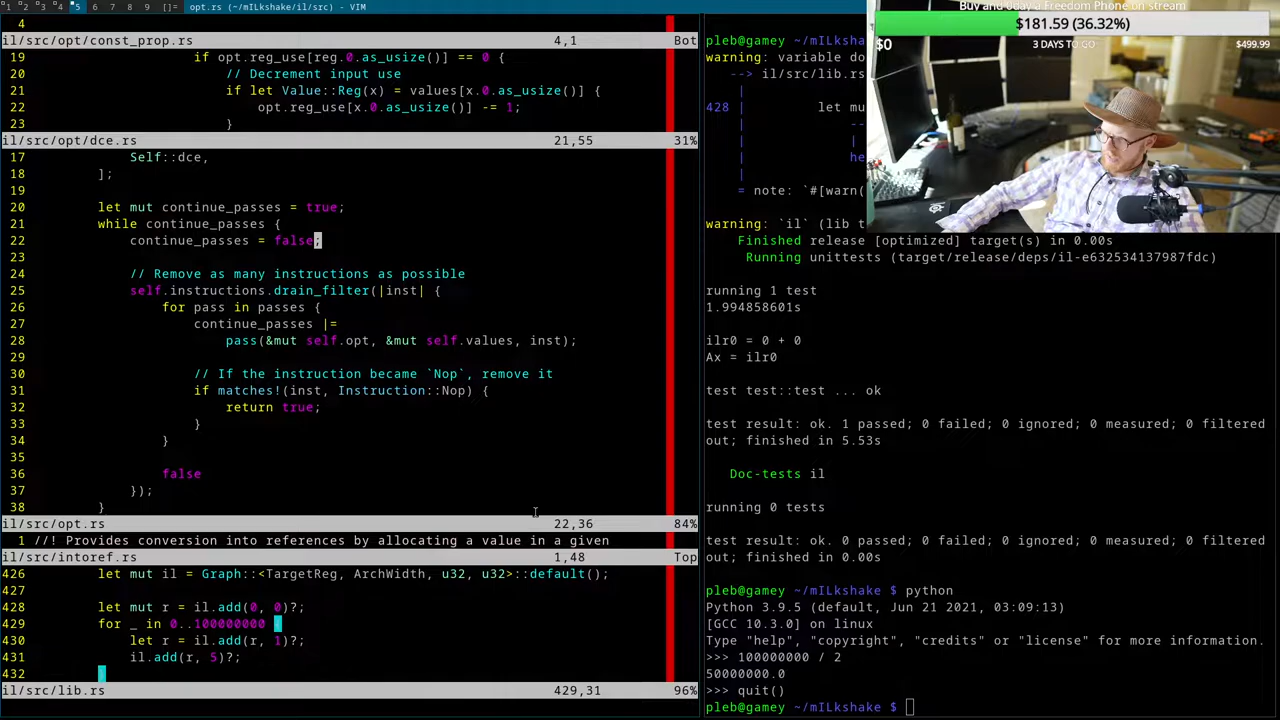 1 2 3 4 5 6 7 8 9 []= opt.rs (~/mILkshake/il/src) - VIM
4
il/src/opt/const_prop.rs 4,1 Bot
19 if opt.reg_use[reg.0.as_usize()] == 0 {
20 // Decrement input use
21 if let Value::Reg(x) = values[x.0.as_usize()] {
22 opt.reg_use[x.0.as_usize()] -= 1;
23 }
il/src/opt/dce.rs 21,55 31%
17 Self::dce,
18 ];
19
20 let mut continue_passes = true;
21 while continue_passes {
22 continue_passes = false;
23
24 // Remove as many instructions as possible
25 self.instructions.drain_filter(|inst| {
26 for pass in passes {
27 continue_passes |=
28 pass(&mut self.opt, &mut self.values, inst);
29
30 // If the instruction became `Nop`, remove it
31 if matches!(inst, Instruction::Nop) {
32 return true;
33 }
34 }
35
36 false
37 });
38 }
il/src/opt.rs 22,36 84%
1 //! Provides conversion into references by allocating a value in a given
il/src/intoref.rs 1,48 Top
426 let mut il = Graph::<TargetReg, ArchWidth, u32, u32>::default();
427
428 let mut r = il.add(0, 0)?;
429 for _ in 0..100000000 {
430 let r = il.add(r, 1)?;
431 il.add(r, 5)?;
432 }
il/src/lib.rs 429,31 96%
pleb@gamey ~/mILkshake
warning: variable do
--> il/src/lib.rs
|
428 | let mu
| --
| |
| he
|
= note: `#[warn(
warning: `il` (lib t
Finished release [optimized] target(s) in 0.00s
Running unittests (target/release/deps/il-e632534137987fdc)
running 1 test
1.994858601s
ilr0 = 0 + 0
Ax = ilr0
test test::test ... ok
test result: ok. 1 passed; 0 failed; 0 ignored; 0 measured; 0 filtered
out; finished in 5.53s
Doc-tests il
running 0 tests
test result: ok. 0 passed; 0 failed; 0 ignored; 0 measured; 0 filtered
out; finished in 0.00s
pleb@gamey ~/mILkshake $ python
Python 3.9.5 (default, Jun 21 2021, 03:09:13)
[GCC 10.3.0] on linux
Type "help", "copyright", "credits" or "license" for more information.
>>> 100000000 / 2
50000000.0
>>> quit()
pleb@gamey ~/mILkshake $
Buy and 0day a Freedom Phone on stream
$181.59 (36.32%)
$0 3 DAYS TO GO $499.99